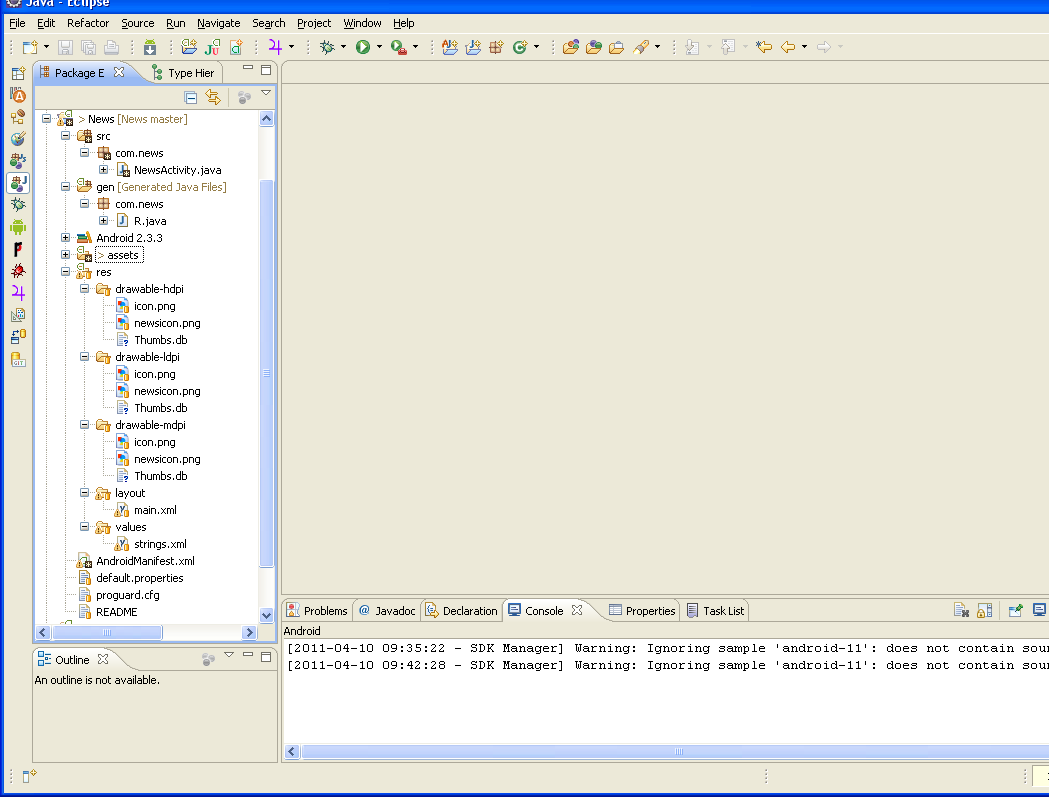 Java - Eclipse
File Edit Refactor Source Run Navigate Search Project Window Help
Package E Type Hier
> News [News master]
src
com.news
NewsActivity.java
gen [Generated Java Files]
com.news
R.java
Android 2.3.3
> assets
res
drawable-hdpi
icon.png
newsicon.png
Thumbs.db
drawable-ldpi
icon.png
newsicon.png
Thumbs.db
drawable-mdpi
icon.png
newsicon.png
Thumbs.db
layout
main.xml
values
strings.xml
AndroidManifest.xml
default.properties
proguard.cfg
README
Problems @ Javadoc Declaration Console Properties Task List
Android
[2011-04-10 09:35:22 - SDK Manager] Warning: Ignoring sample 'android-11': does not contain sour
[2011-04-10 09:42:28 - SDK Manager] Warning: Ignoring sample 'android-11': does not contain sour
Outline
An outline is not available.